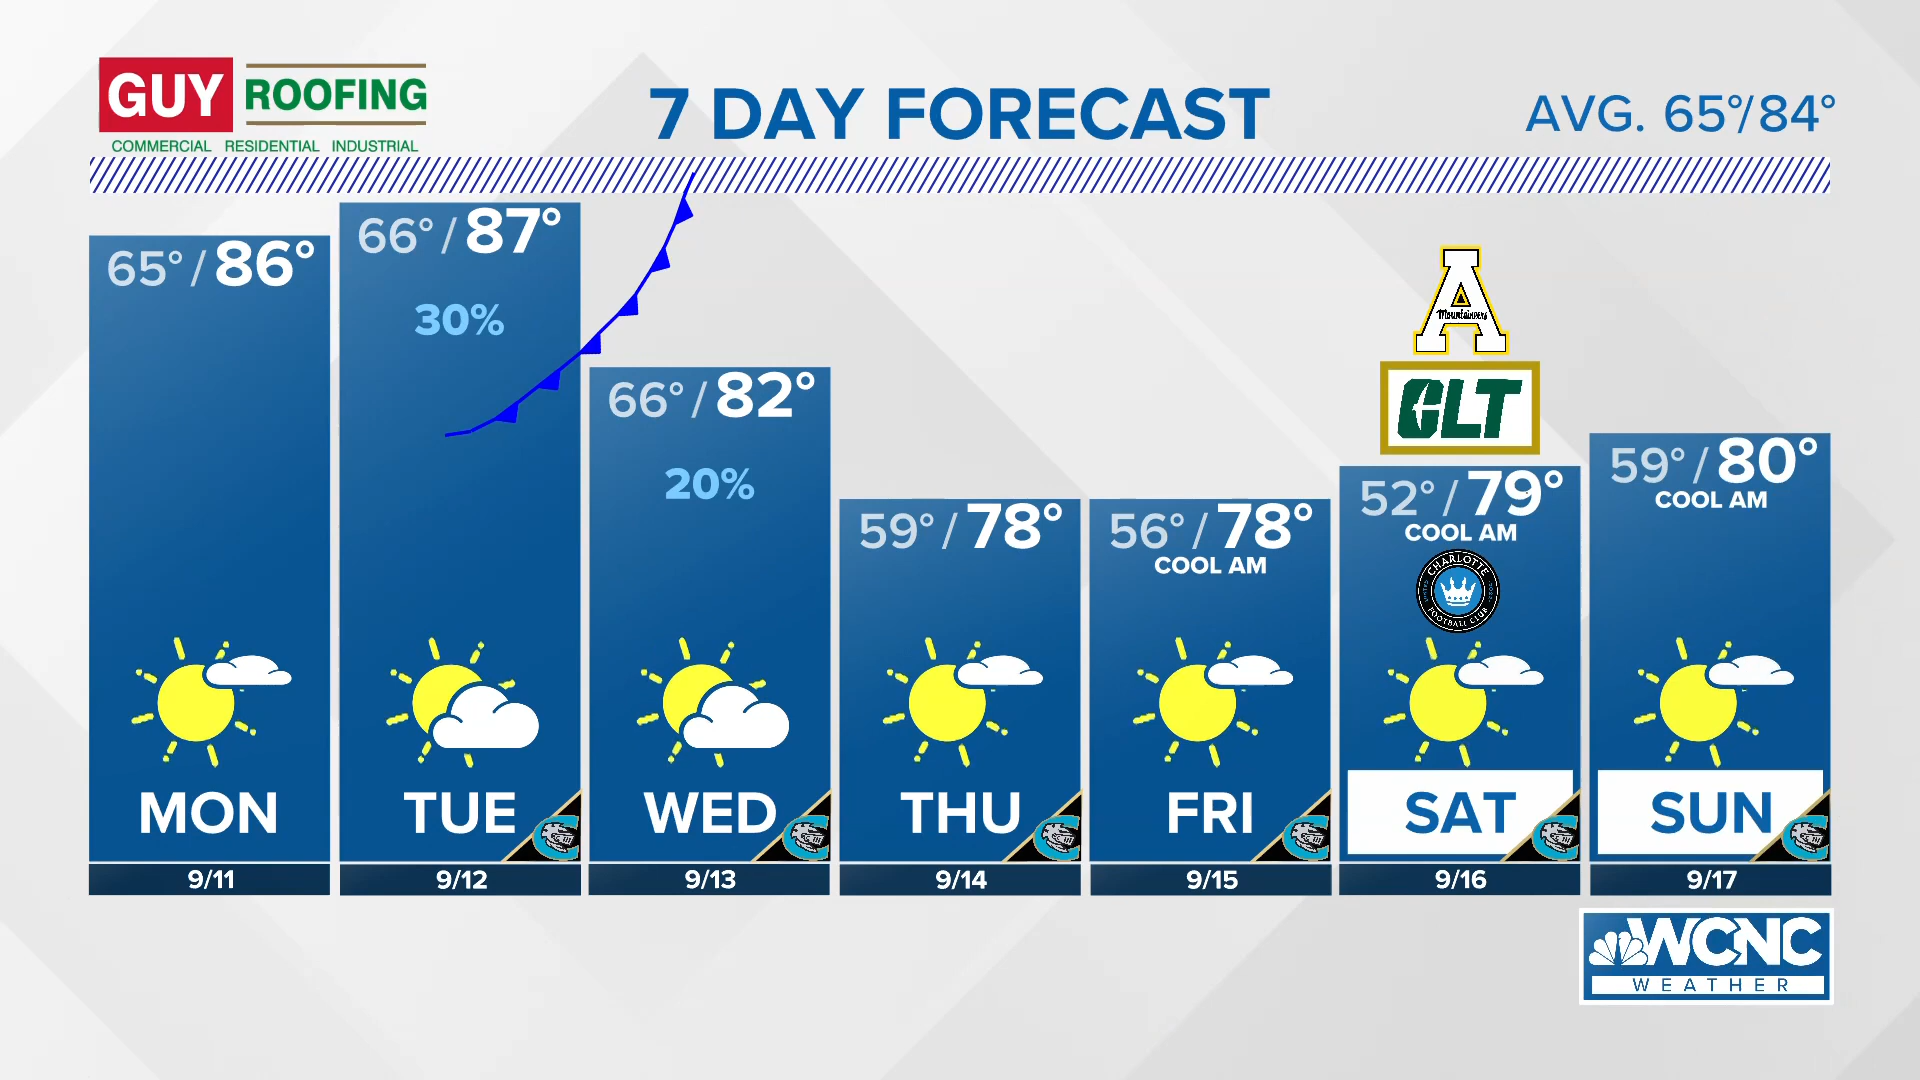 GUY ROOFING
COMMERCIAL RESIDENTIAL INDUSTRIAL
7 DAY FORECAST
AVG. 65°/84°
65° / 86°
MON
9/11
66° / 87°
30%
TUE
9/12
66° / 82°
20%
WED
9/13
59° / 78°
THU
9/14
56° / 78°
COOL AM
FRI
9/15
A
Mountaineers
CLT
52° / 79°
COOL AM
CHARLOTTE
FOOTBALL CLUB
SAT
9/16
59° / 80°
COOL AM
SUN
9/17
WCNC
WEATHER